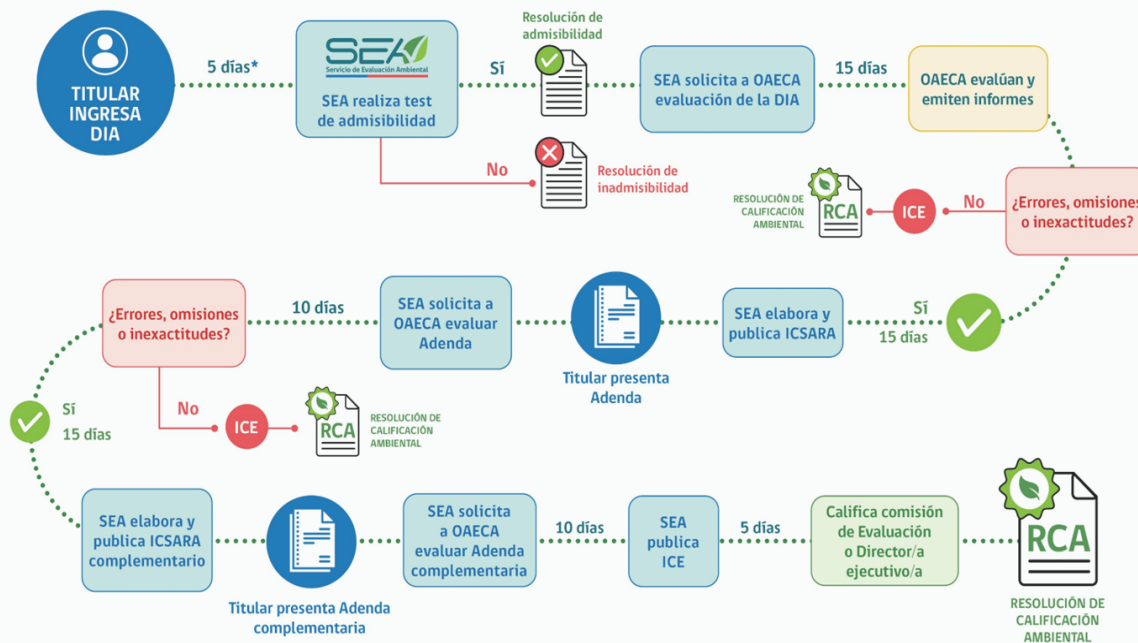 TITULAR
INGRESA
DIA
5 días*
SEA
Servicio de Evaluación Ambiental
SEA realiza test
de admisibilidad
Sí
Resolución de
admisibilidad
No
Resolución de
inadmisibilidad
SEA solicita a OAECA
evaluación de la DIA
15 días
OAECA evalúan y
emiten informes
¿Errores, omisiones
o inexactitudes?
No
ICE
RCA
RESOLUCIÓN DE
CALIFICACIÓN
AMBIENTAL
Sí
15 días
SEA elabora y
publica ICSARA
Titular presenta
Adenda
SEA solicita a
OAECA evaluar
Adenda
10 días
¿Errores, omisiones
o inexactitudes?
No
ICE
RCA
RESOLUCIÓN DE
CALIFICACIÓN
AMBIENTAL
Sí
15 días
SEA elabora y
publica ICSARA
complementario
Titular presenta Adenda
complementaria
SEA solicita
a OAECA
evaluar Adenda
complementaria
10 días
SEA
publica
ICE
5 días
Califica comisión
de Evaluación
o Director/a
ejecutivo/a
RCA
RESOLUCIÓN DE
CALIFICACIÓN
AMBIENTAL